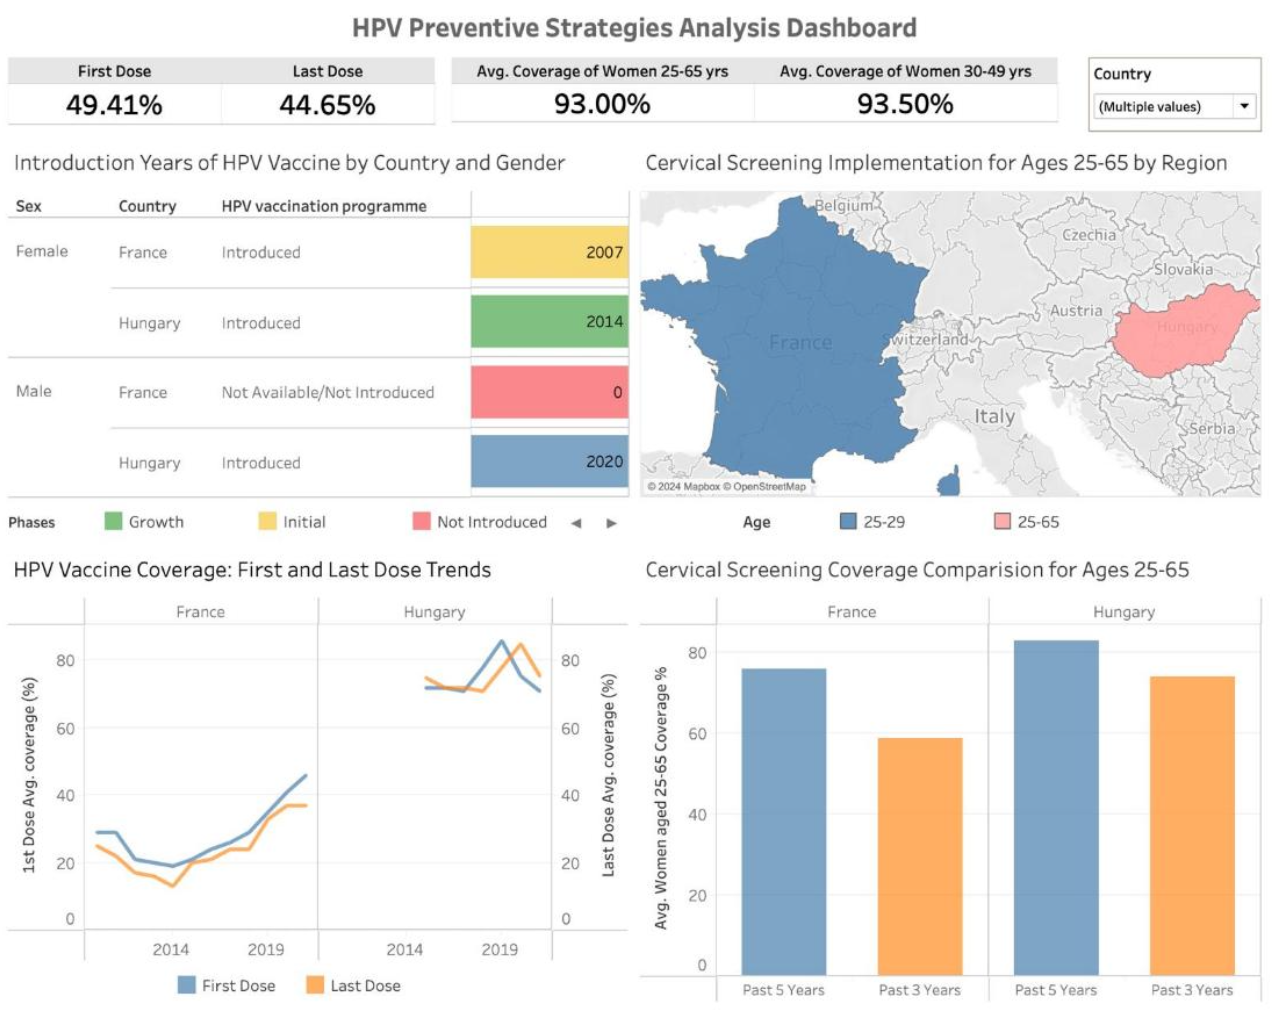 HPV Preventive Strategies Analysis Dashboard
First Dose Last Dose
49.41% 44.65%
Avg. Coverage of Women 25-65 yrs Avg. Coverage of Women 30-49 yrs
93.00% 93.50%
Country
(Multiple values)
Introduction Years of HPV Vaccine by Country and Gender
Sex Country HPV vaccination programme
Female France Introduced 2007
Hungary Introduced 2014
Male France Not Available/Not Introduced 0
Hungary Introduced 2020
Phases Growth Initial Not Introduced
Cervical Screening Implementation for Ages 25-65 by Region
Belgium
Czechia
Slovakia
Austria
Hungary
France
Switzerland
Italy
Serbia
© 2024 Mapbox © OpenStreetMap
Age 25-29 25-65
HPV Vaccine Coverage: First and Last Dose Trends
France Hungary
1st Dose Avg. coverage (%)
80
60
40
20
0
80
60
40
20
0
Last Dose Avg. coverage (%)
2014 2019 2014 2019
First Dose Last Dose
Cervical Screening Coverage Comparision for Ages 25-65
France Hungary
Avg. Women aged 25-65 Coverage %
80
60
40
20
0
Past 5 Years Past 3 Years Past 5 Years Past 3 Years